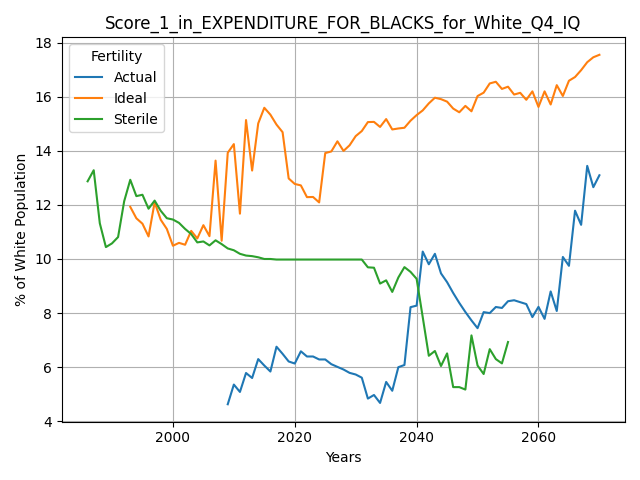 Score_1_in_EXPENDITURE_FOR_BLACKS_for_White_Q4_IQ
Fertility
Actual
Ideal
Sterile
% of White Population
18
16
14
12
10
8
6
4
2000
2020
2040
2060
Years